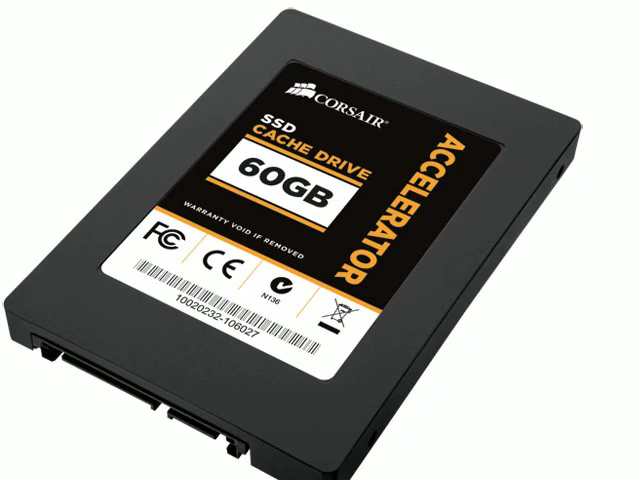 CORSAIR
SSD
CACHE DRIVE
60GB
ACCELERATOR
WARRANTY VOID IF REMOVED
FC CE
N136
10020232-106027